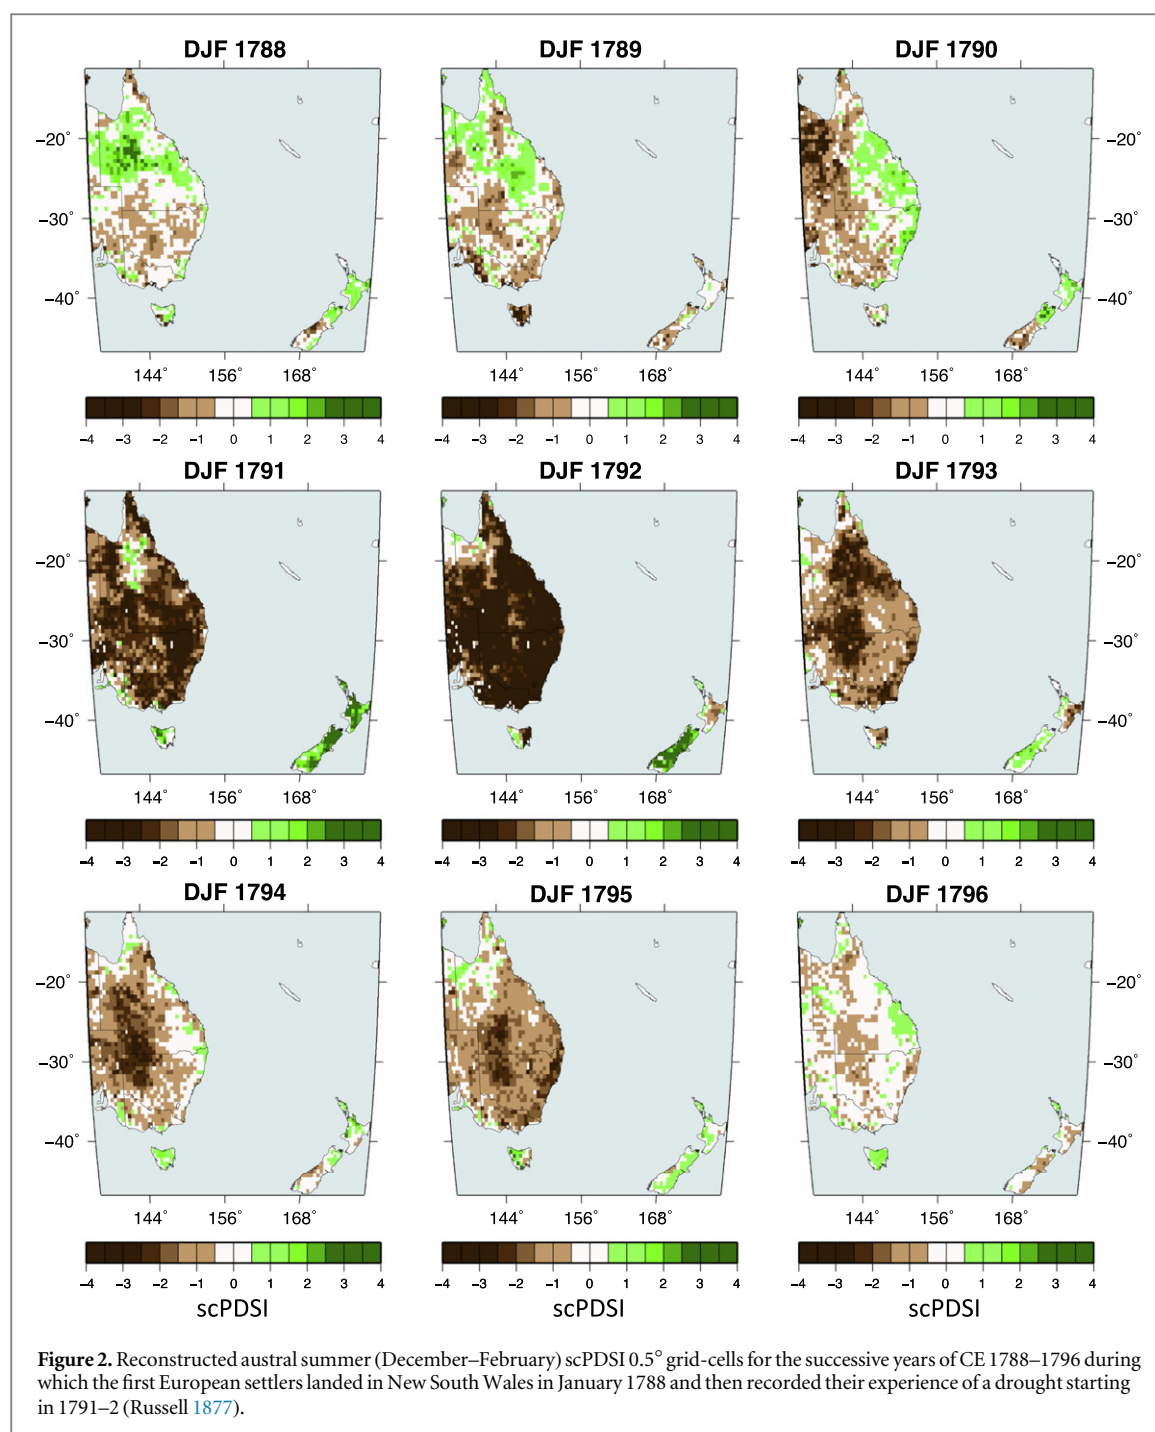 DJF 1788 DJF 1789 DJF 1790
−20° −20°
−30° −30°
−40° −40°
144° 156° 168° 144° 156° 168° 144° 156° 168°
−4 −3 −2 −1 0 1 2 3 4 −4 −3 −2 −1 0 1 2 3 4 −4 −3 −2 −1 0 1 2 3 4
DJF 1791 DJF 1792 DJF 1793
−20° −20°
−30° −30°
−40° −40°
144° 156° 168° 144° 156° 168° 144° 156° 168°
−4 −3 −2 −1 0 1 2 3 4 −4 −3 −2 −1 0 1 2 3 4 −4 −3 −2 −1 0 1 2 3 4
DJF 1794 DJF 1795 DJF 1796
−20° −20°
−30° −30°
−40° −40°
144° 156° 168° 144° 156° 168° 144° 156° 168°
−4 −3 −2 −1 0 1 2 3 4 −4 −3 −2 −1 0 1 2 3 4 −4 −3 −2 −1 0 1 2 3 4
scPDSI scPDSI scPDSI
Figure 2. Reconstructed austral summer (December–February) scPDSI 0.5° grid-cells for the successive years of CE 1788–1796 during
which the first European settlers landed in New South Wales in January 1788 and then recorded their experience of a drought starting
in 1791–2 (Russell 1877).